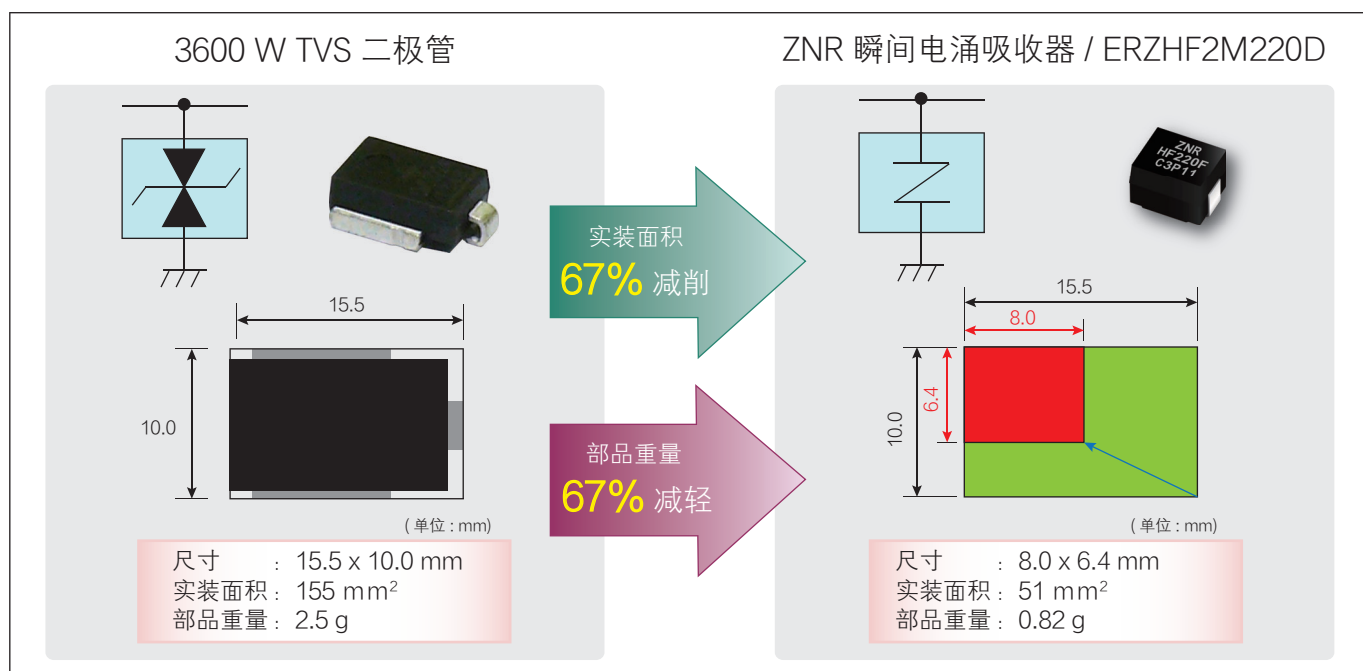 3600 W TVS 二极管
ZNR 瞬间电涌吸收器 / ERZHF2M220D
ZNR
HF220F
C3P11
实装面积
67% 减削
15.5
10.0
(单位 : mm)
15.5
8.0
6.4
10.0
(单位 : mm)
部品重量
67% 减轻
尺寸 : 15.5 x 10.0 mm
实装面积 : 155 mm²
部品重量 : 2.5 g
尺寸 : 8.0 x 6.4 mm
实装面积 : 51 mm²
部品重量 : 0.82 g